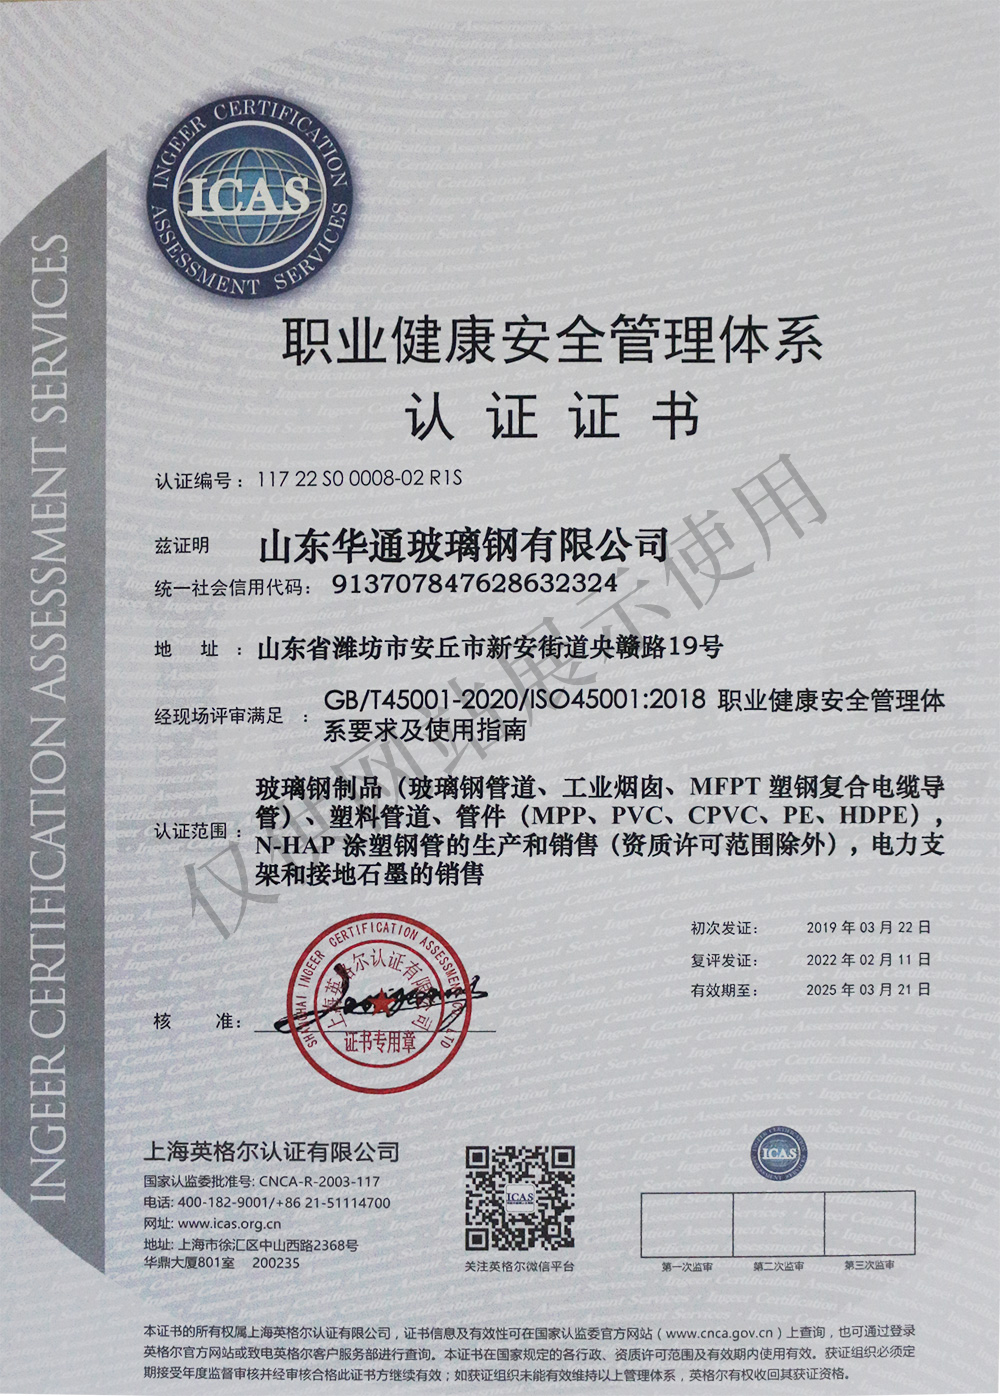 INGEER CERTIFICATION
ICAS
ASSESSMENT SERVICES
INGEER CERTIFICATION ASSESSMENT SERVICES
职业健康安全管理体系
认证证书
认证编号：117 22 S0 0008-02 R1S
兹证明 山东华通玻璃钢有限公司
统一社会信用代码： 913707847628632324
地 址：山东省潍坊市安丘市新安街道央赣路19号
经现场评审满足：GB/T45001-2020/ISO45001:2018 职业健康安全管理体
系要求及使用指南
认证范围：玻璃钢制品（玻璃钢管道、工业烟囱、MFPT 塑钢复合电缆导
管）、塑料管道、管件（MPP、PVC、CPVC、PE、HDPE），
N-HAP 涂塑钢管的生产和销售（资质许可范围除外），电力支
架和接地石墨的销售
仅供网站展示使用
初次发证： 2019 年 03 月 22 日
复评发证： 2022 年 02 月 11 日
有效期至： 2025 年 03 月 21 日
核 准：
SHANGHAI INGEER CERTIFICATION ASSESSMENT CO., LTD
上海英格尔认证有限公司
证书专用章
上海英格尔认证有限公司
国家认监委批准号: CNCA-R-2003-117
电话: 400-182-9001/+86 21-51114700
网址: www.icas.org.cn
地址: 上海市徐汇区中山西路2368号
华鼎大厦801室 200235
ICAS
关注英格尔微信平台
ICAS
第一次监审 第二次监审 第三次监审
本证书的所有权属上海英格尔认证有限公司，证书信息及有效性可在国家认监委官方网站（www.cnca.gov.cn）上查询，也可通过登录
英格尔官方网站或致电英格尔客户服务部进行查询。本证书在国家规定的各行政、资质许可范围及有效期内使用有效。获证组织必须定
期接受年度监督审核并经审核合格此证书方继续有效；如获证组织未能有效维持以上管理体系，英格尔有权收回其获证资格。